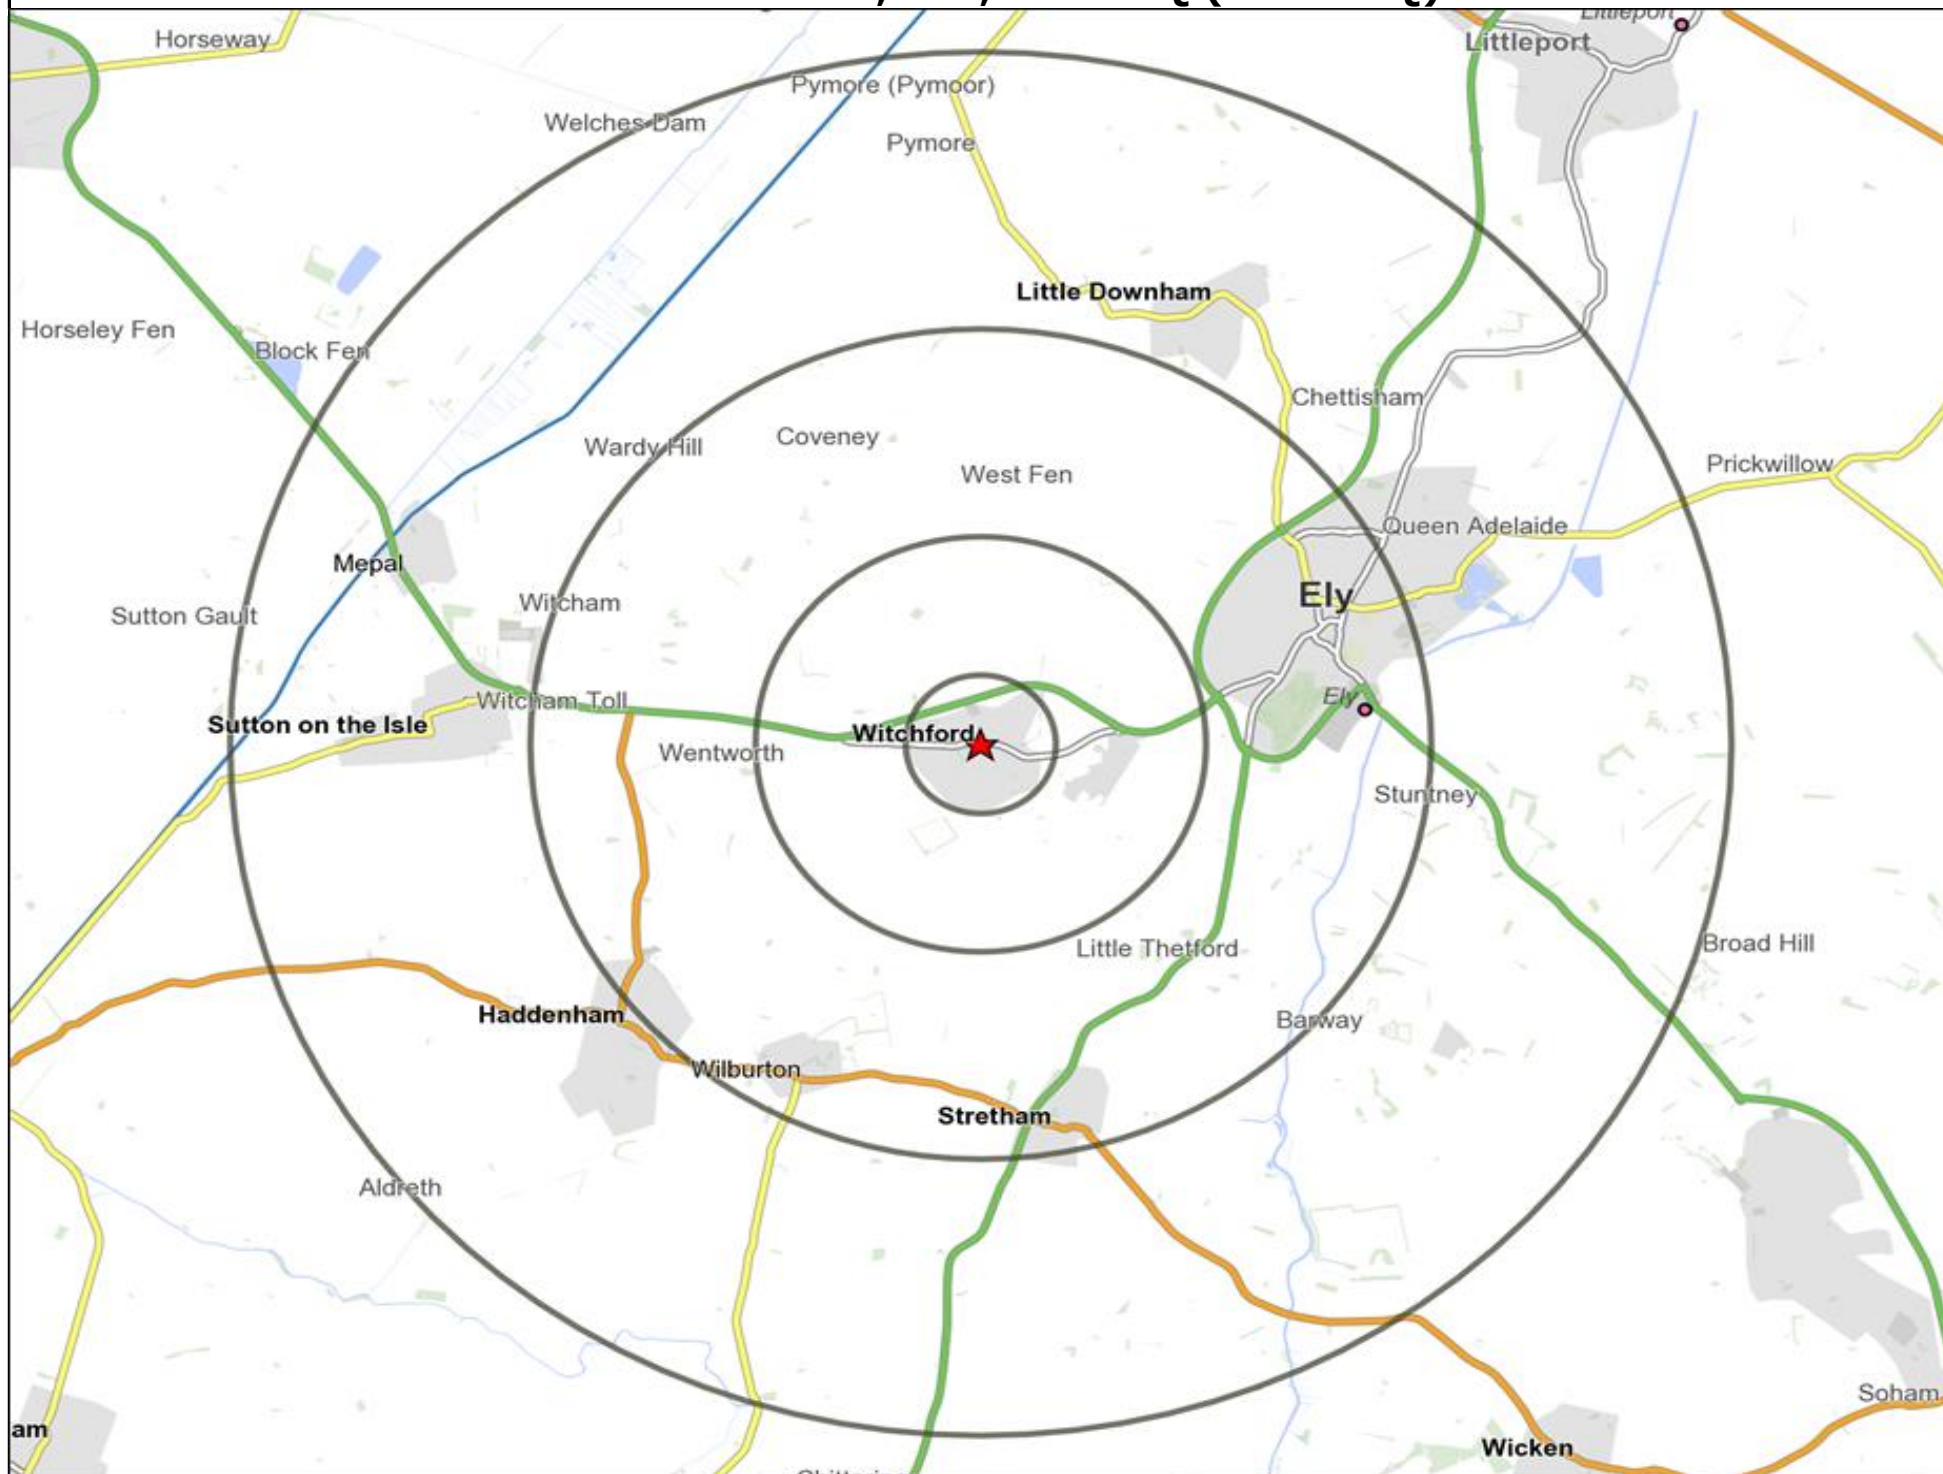 Littleport
Horseway
Littleport
Pymore (Pymoor)
Welches Dam
Pymore
Little Downham
Horseley Fen
Block Fen
Chettisham
Wardy Hill
Coveney
West Fen
Prickwillow
Queen Adelaide
Mepal
Witcham
Ely
Sutton Gault
Witcham Toll
Ely
Sutton on the Isle
Witchford
Wentworth
Stuntney
Little Thetford
Broad Hill
Haddenham
Barway
Wilburton
Stretham
Aldreth
Soham
am
Wicken